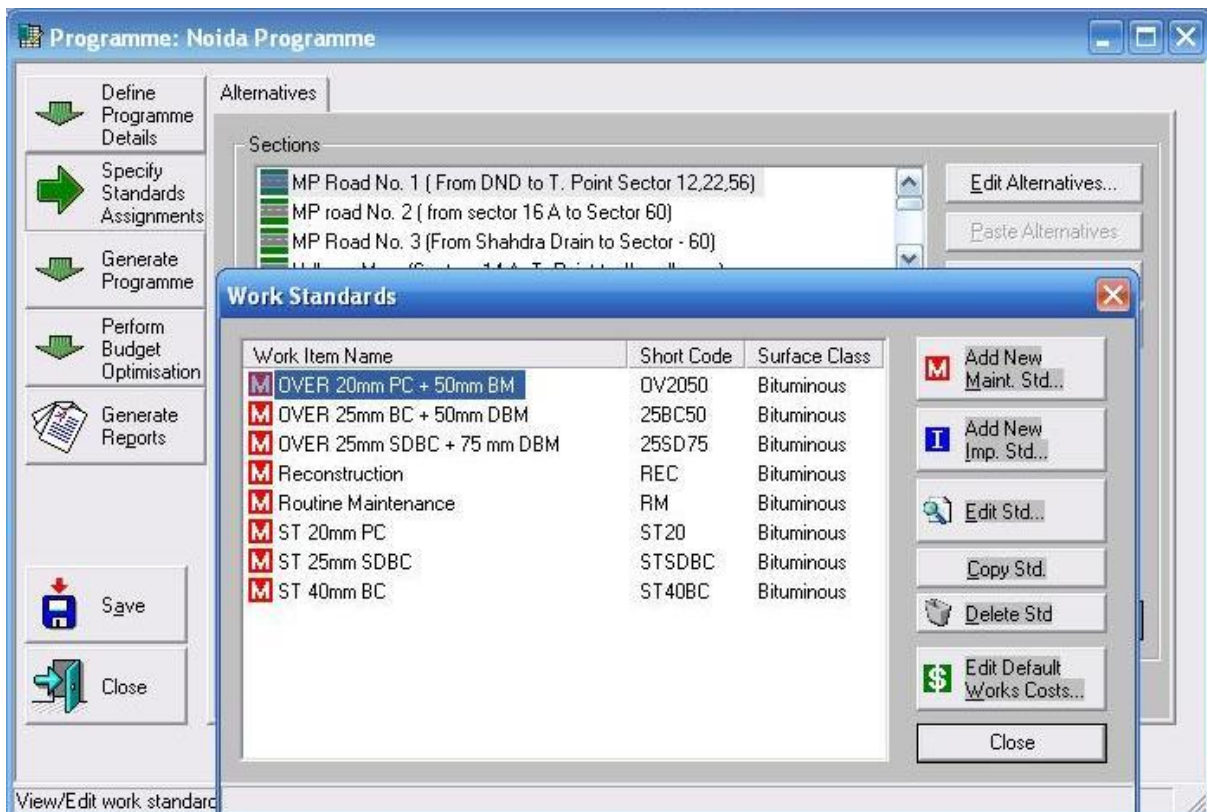 Programme: Noida Programme
Define
Programme
Details
Specify
Standards
Assignments
Generate
Programme
Perform
Budget
Optimisation
Generate
Reports
Save
Close
Alternatives
Sections
MP Road No. 1 ( From DND to T. Point Sector 12,22,56)
MP road No. 2 ( from sector 16 A to Sector 60)
MP Road No. 3 (From Shahdra Drain to Sector - 60)
Edit Alternatives...
Paste Alternatives
Work Standards
Work Item Name Short Code Surface Class
M OVER 20mm PC + 50mm BM OV2050 Bituminous
M OVER 25mm BC + 50mm DBM 25BC50 Bituminous
M OVER 25mm SDBC + 75 mm DBM 25SD75 Bituminous
M Reconstruction REC Bituminous
M Routine Maintenance RM Bituminous
M ST 20mm PC ST20 Bituminous
M ST 25mm SDBC STSDBC Bituminous
M ST 40mm BC ST40BC Bituminous
M Add New
Maint. Std...
I Add New
Imp. Std...
Edit Std...
Copy Std.
Delete Std
$ Edit Default
Works Costs...
Close
View/Edit work standard